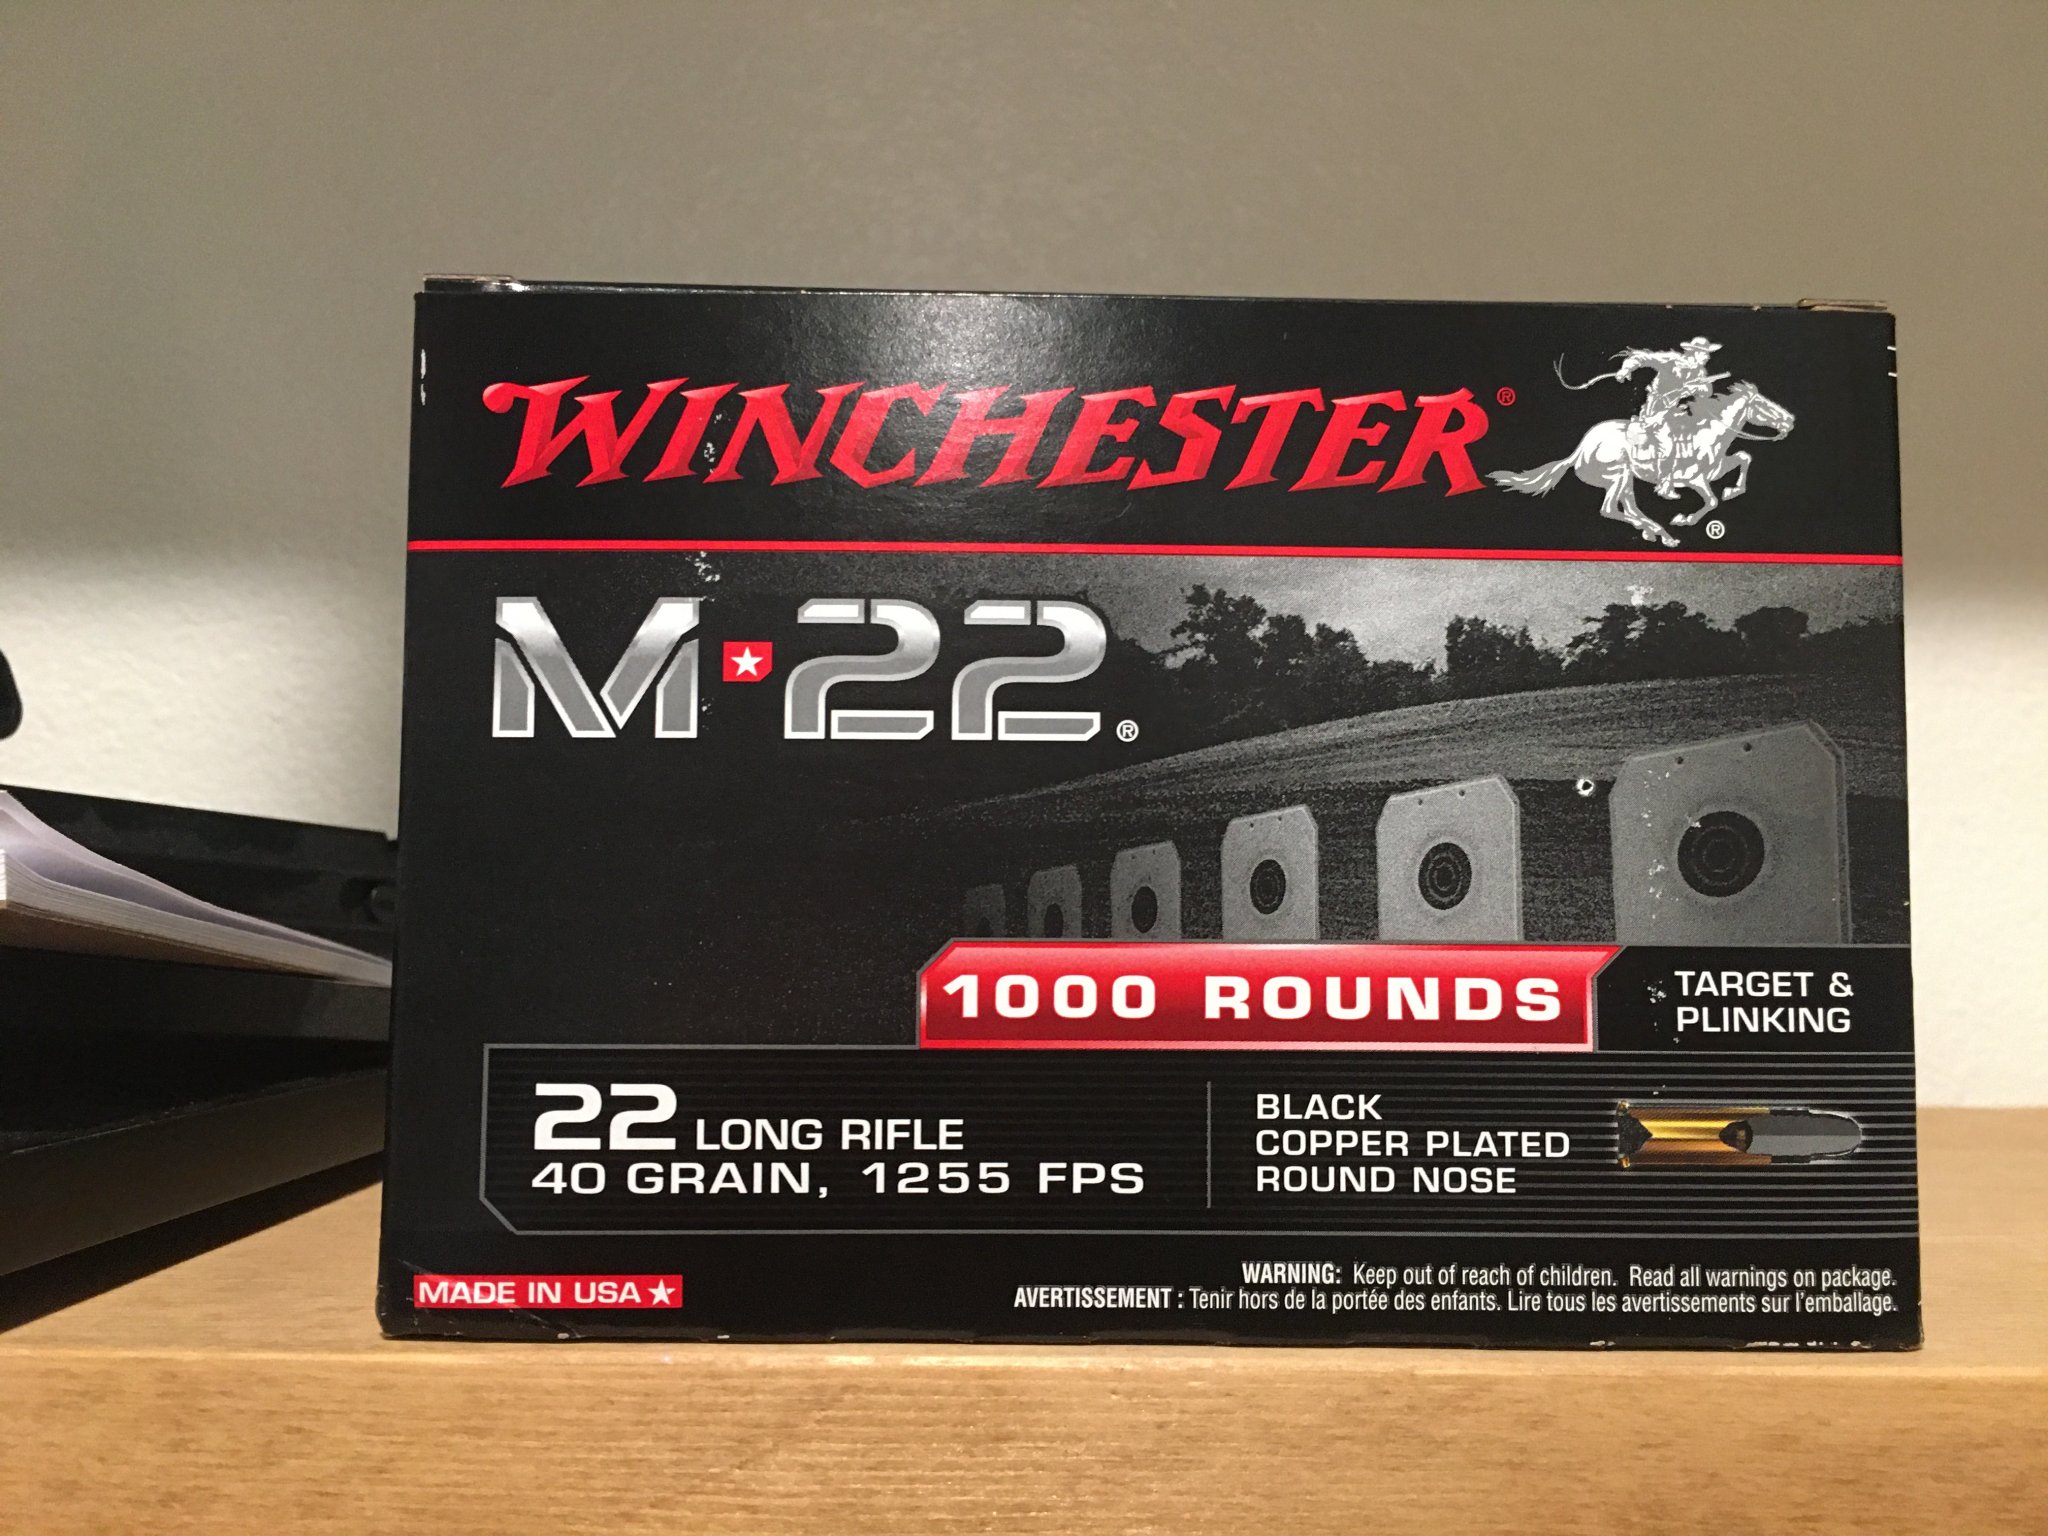 WINCHESTER®
®
M★22®
1000 ROUNDS
TARGET &
PLINKING
22 LONG RIFLE
40 GRAIN, 1255 FPS
BLACK
COPPER PLATED
ROUND NOSE
MADE IN USA★
WARNING: Keep out of reach of children. Read all warnings on package.
AVERTISSEMENT : Tenir hors de la portée des enfants. Lire tous les avertissements sur l'emballage.